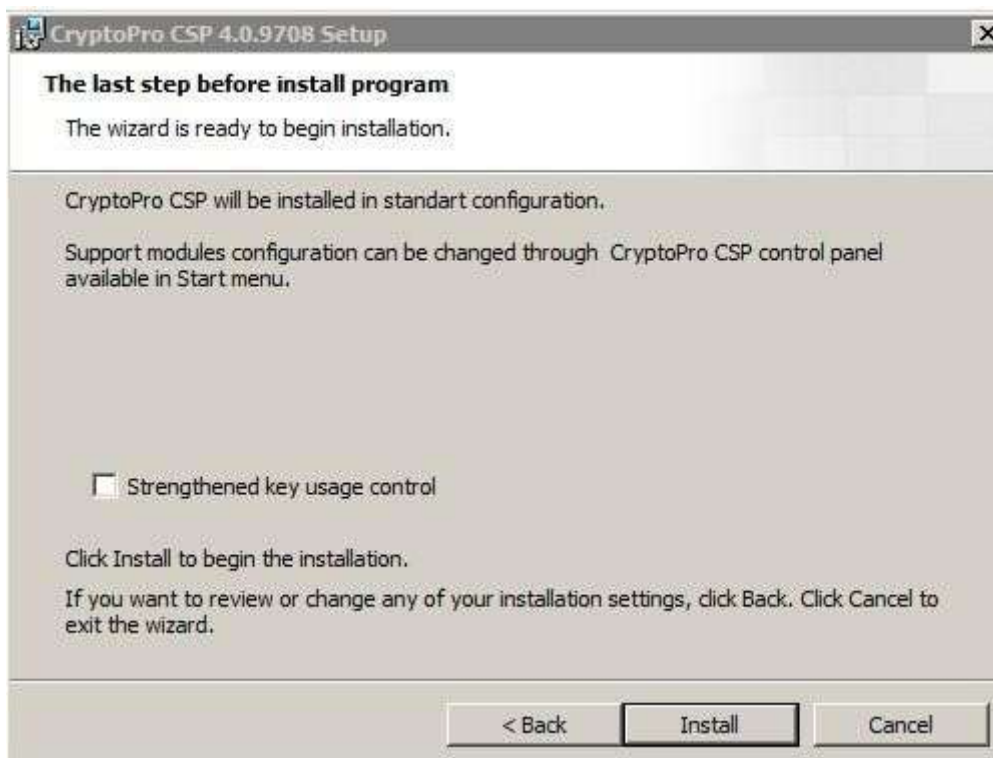 CryptoPro CSP 4.0.9708 Setup
The last step before install program
The wizard is ready to begin installation.
CryptoPro CSP will be installed in standart configuration.
Support modules configuration can be changed through CryptoPro CSP control panel
available in Start menu.
Strengthened key usage control
Click Install to begin the installation.
If you want to review or change any of your installation settings, click Back. Click Cancel to
exit the wizard.
< Back Install Cancel